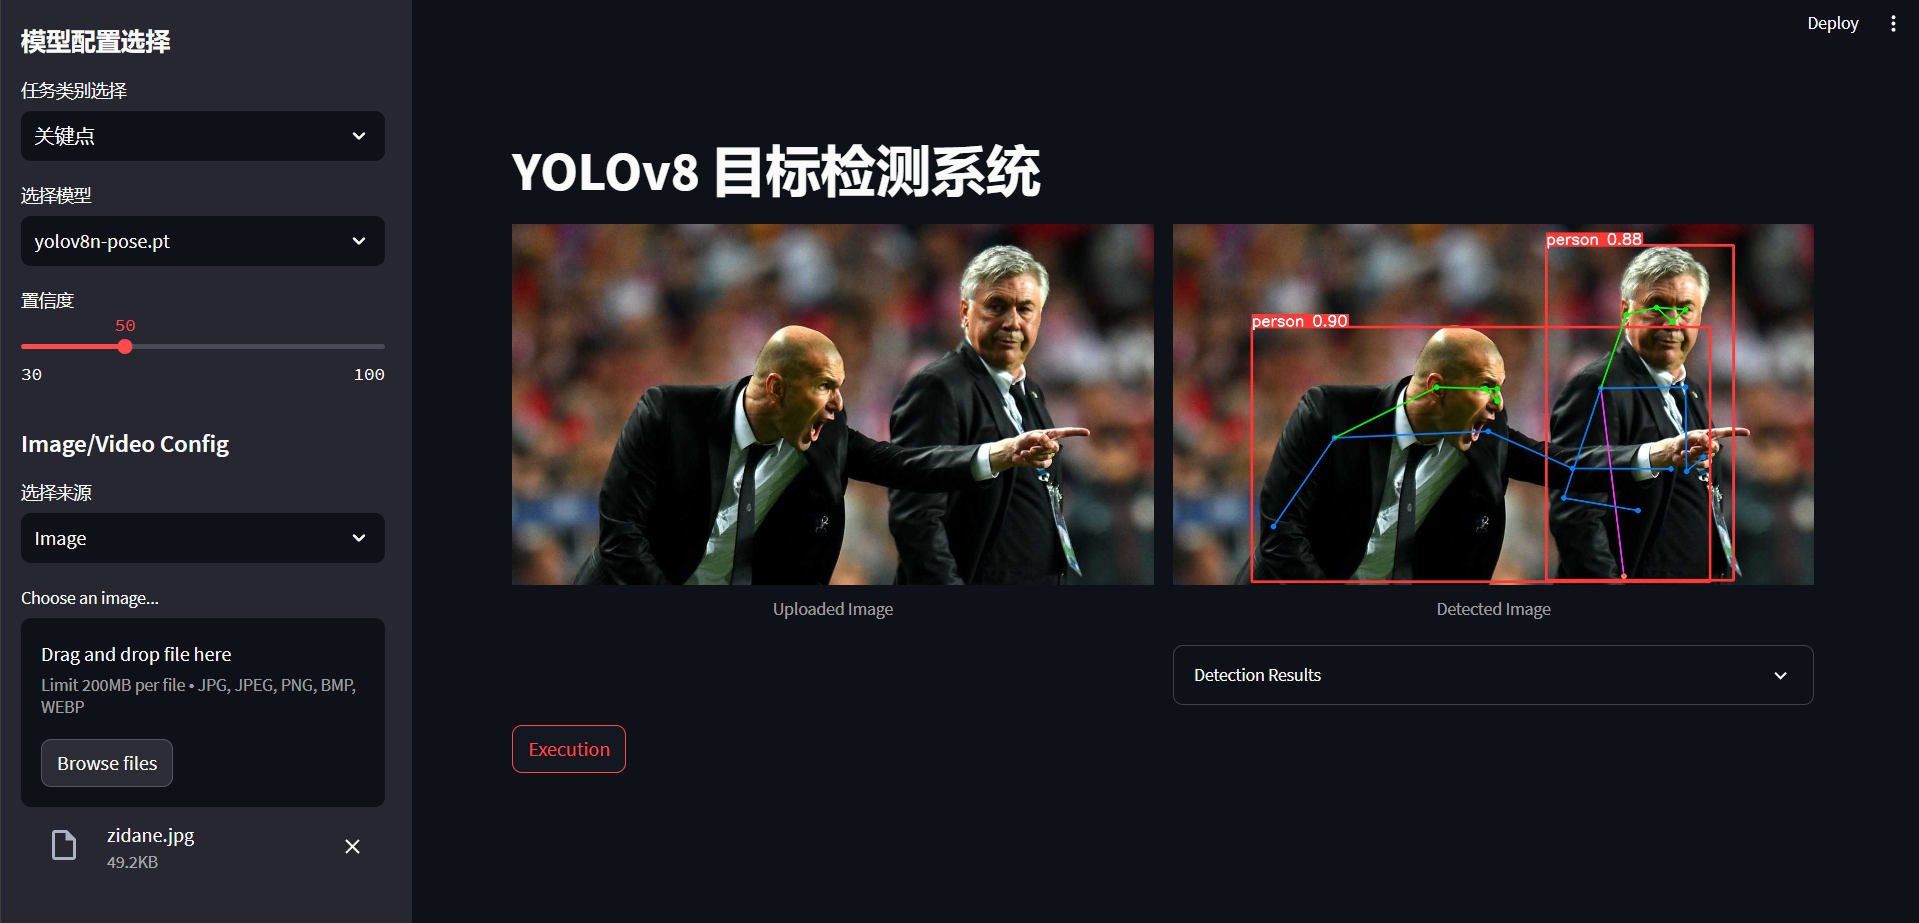 模型配置选择
任务类别选择
关键点
选择模型
yolov8n-pose.pt
置信度
50
30 100
Image/Video Config
选择来源
Image
Choose an image...
Drag and drop file here
Limit 200MB per file • JPG, JPEG, PNG, BMP,
WEBP
Browse files
zidane.jpg
49.2KB
Deploy
YOLOv8 目标检测系统
person 0.88
person 0.90
Uploaded Image
Detected Image
Detection Results
Execution